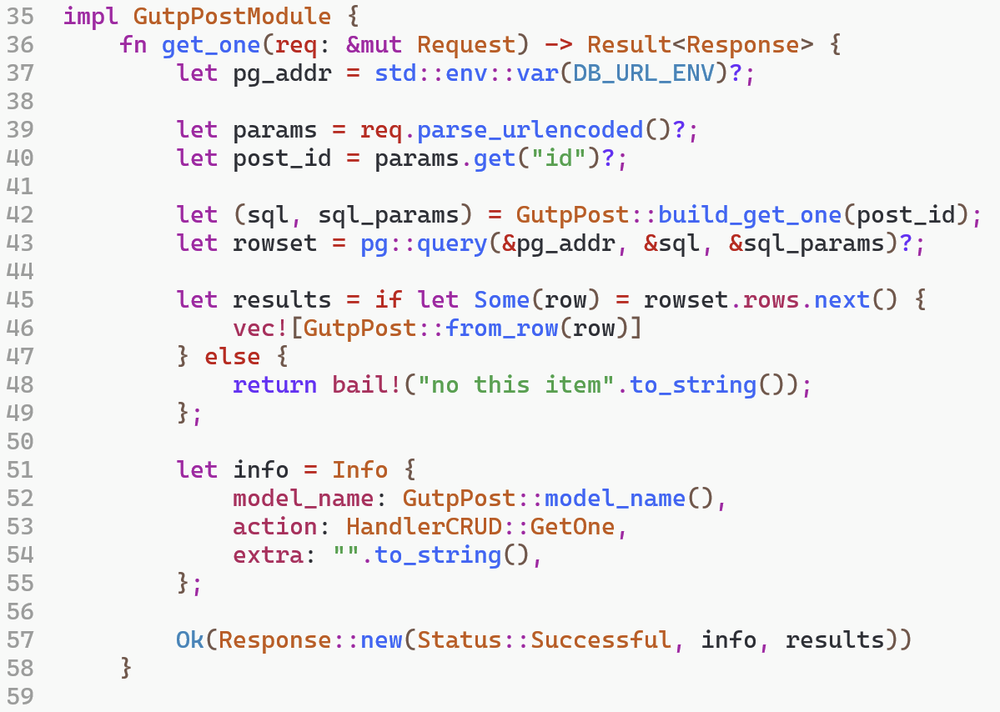 35  impl GutpPostModule {
36      fn get_one(req: &mut Request) -> Result<Response> {
37          let pg_addr = std::env::var(DB_URL_ENV)?;
38
39          let params = req.parse_urlencoded()?;
40          let post_id = params.get("id")?;
41
42          let (sql, sql_params) = GutpPost::build_get_one(post_id);
43          let rowset = pg::query(&pg_addr, &sql, &sql_params)?;
44
45          let results = if let Some(row) = rowset.rows.next() {
46              vec![GutpPost::from_row(row)]
47          } else {
48              return bail!("no this item".to_string());
49          };
50
51          let info = Info {
52              model_name: GutpPost::model_name(),
53              action: HandlerCRUD::GetOne,
54              extra: "".to_string(),
55          };
56
57          Ok(Response::new(Status::Successful, info, results))
58      }
59